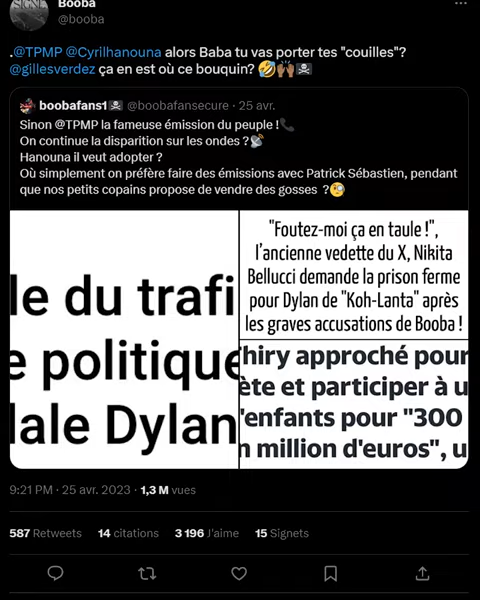 Booba
@booba
.@TPMP @Cyrilhanouna alors Baba tu vas porter tes "couilles"?
@gillesverdez ça en est où ce bouquin? 🤣🙌🏾☠️
boobafans1☠️ @boobafansecure · 25 avr.
Sinon @TPMP la fameuse émission du peuple !📞
On continue la disparition sur les ondes ?📡
Hanouna il veut adopter ?
Où simplement on préfère faire des émissions avec Patrick Sébastien, pendant
que nos petits copains propose de vendre des gosses ?🧐
le du trafi
e politique
dale Dylan
"Foutez-moi ça en taule !",
l'ancienne vedette du X, Nikita
Bellucci demande la prison ferme
pour Dylan de "Koh-Lanta" après
les graves accusations de Booba !
Thiry approché pour
ète et participer à u
'enfants pour "300
n million d'euros", u
9:21 PM · 25 avr. 2023 · 1,3 M vues
587 Retweets 14 citations 3 196 J'aime 15 Signets